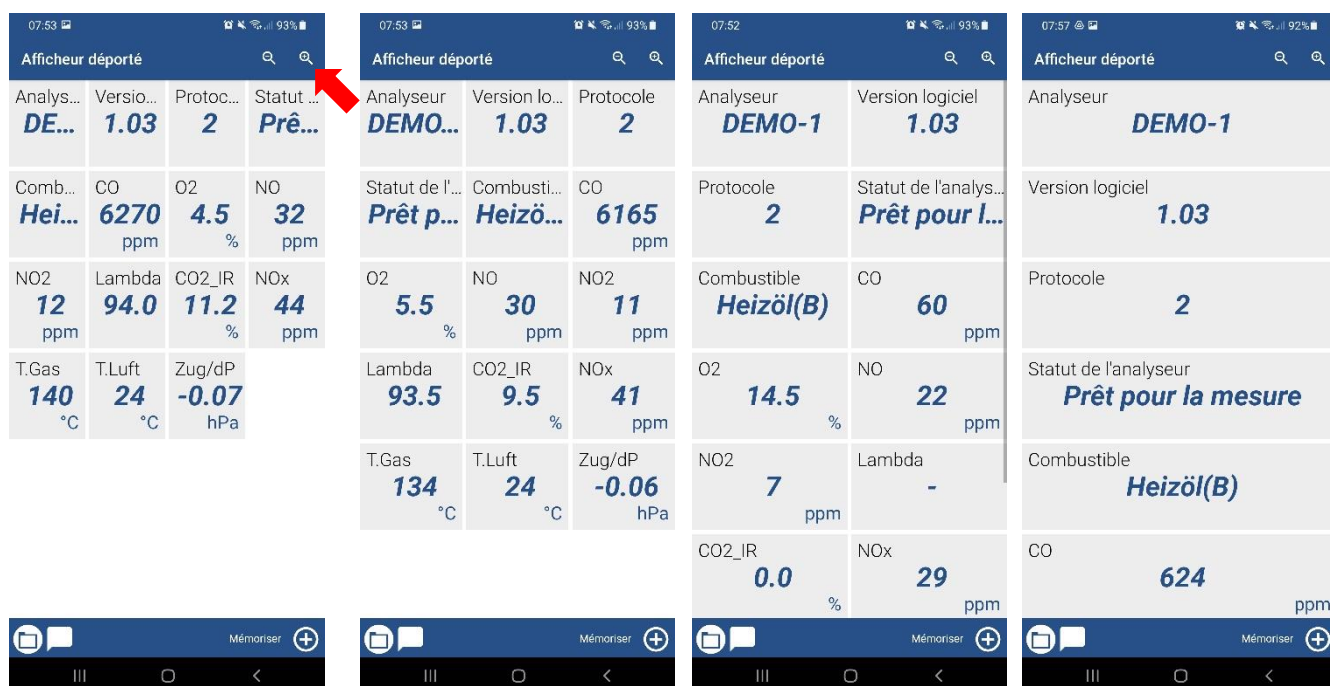 07:53 93%
Afficheur déporté
Analys... Versio... Protoc... Statut ...
DE... 1.03 2 Prê...
Comb... CO O2 NO
Hei... 6270 4.5 32
ppm % ppm
NO2 Lambda CO2_IR NOx
12 94.0 11.2 44
ppm % ppm
T.Gas T.Luft Zug/dP
140 24 -0.07
°C °C hPa
Mémoriser
07:53 93%
Afficheur déporté
Analyseur Version lo... Protocole
DEMO... 1.03 2
Statut de l'... Combusti... CO
Prêt p... Heizö... 6165
ppm
O2 NO NO2
5.5 30 11
% ppm ppm
Lambda CO2_IR NOx
93.5 9.5 41
% ppm
T.Gas T.Luft Zug/dP
134 24 -0.06
°C °C hPa
Mémoriser
07:52 93%
Afficheur déporté
Analyseur Version logiciel
DEMO-1 1.03
Protocole Statut de l'analys...
2 Prêt pour l...
Combustible CO
Heizöl(B) 60
ppm
O2 NO
14.5 22
% ppm
NO2 Lambda
7 -
ppm
CO2_IR NOx
0.0 29
% ppm
Mémoriser
07:57 92%
Afficheur déporté
Analyseur
DEMO-1
Version logiciel
1.03
Protocole
2
Statut de l'analyseur
Prêt pour la mesure
Combustible
Heizöl(B)
CO
624
ppm
Mémoriser